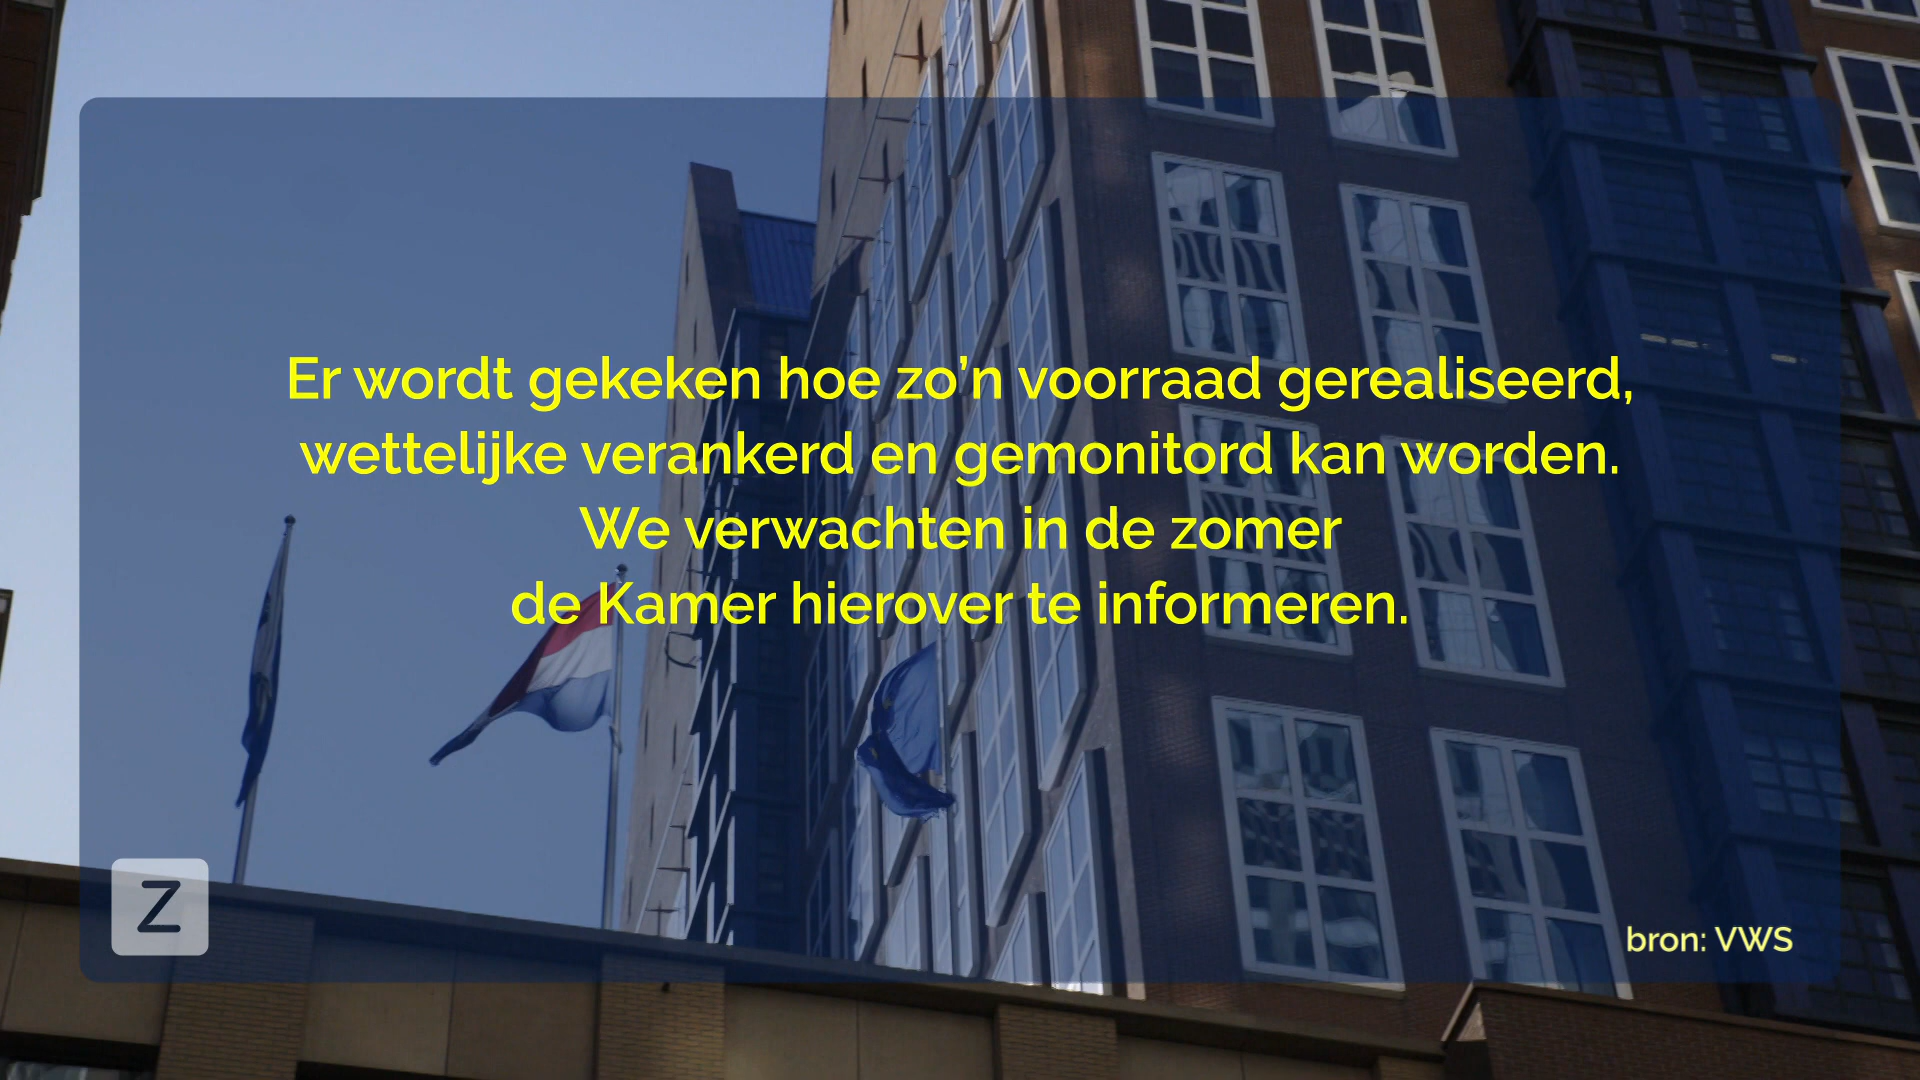 Er wordt gekeken hoe zo’n voorraad gerealiseerd,
wettelijke verankerd en gemonitord kan worden.
We verwachten in de zomer
de Kamer hierover te informeren.
Z
bron: VWS